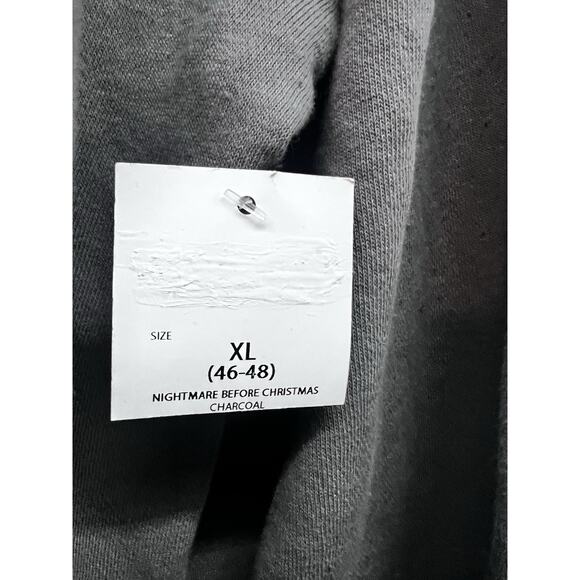 SIZE
XL
(46-48)
NIGHTMARE BEFORE CHRISTMAS
CHARCOAL